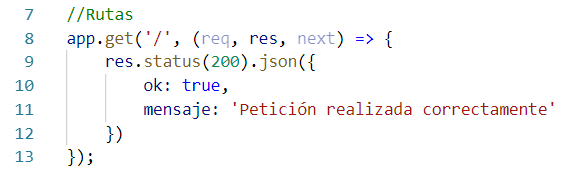 7 //Rutas
8 app.get('/', (req, res, next) => {
9 res.status(200).json({
10 ok: true,
11 mensaje: 'Petición realizada correctamente'
12 })
13 });